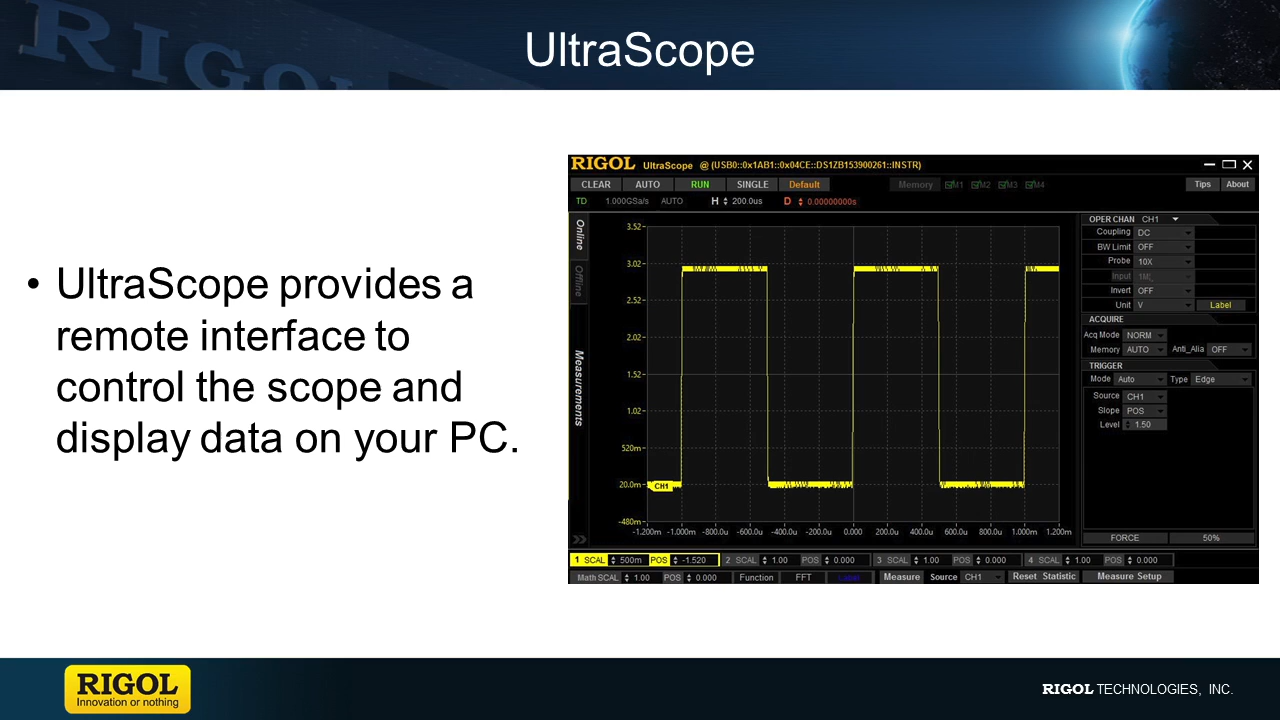 RIGOL
UltraScope
• UltraScope provides a
remote interface to
control the scope and
display data on your PC.
RIGOL UltraScope @ (USB0::0x1AB1::0x04CE::DS1ZB153900261::INSTR)
CLEAR AUTO RUN SINGLE Default Memory M1 M2 M3 M4 Tips About
TD 1.000GSa/s AUTO H 200.0us D 0.00000000s
Online
Offline
Measurements
3.52
3.02
2.52
2.02
1.52
1.02
520m
20.0m
-480m
CH1
-1.200m -1.000m -800.0u -600.0u -400.0u -200.0u 0.000 200.0u 400.0u 600.0u 800.0u 1.000m 1.200m
OPER CHAN CH1
Coupling DC
BW Limit OFF
Probe 10X
Input
Invert OFF
Unit V Label
ACQUIRE
Acq Mode NORM
Memory AUTO Anti_Alia OFF
TRIGGER
Mode Auto Type Edge
Source CH1
Slope POS
Level 1.50
FORCE 50%
1 SCAL 500m POS -1.520 2 SCAL 1.00 POS 0.000 3 SCAL 1.00 POS 0.000 4 SCAL 1.00 POS 0.000
Math SCAL 1.00 POS 0.000 Function FFT Label Measure Source CH1 Reset Statistic Measure Setup
RIGOL
Innovation or nothing
RIGOL TECHNOLOGIES, INC.